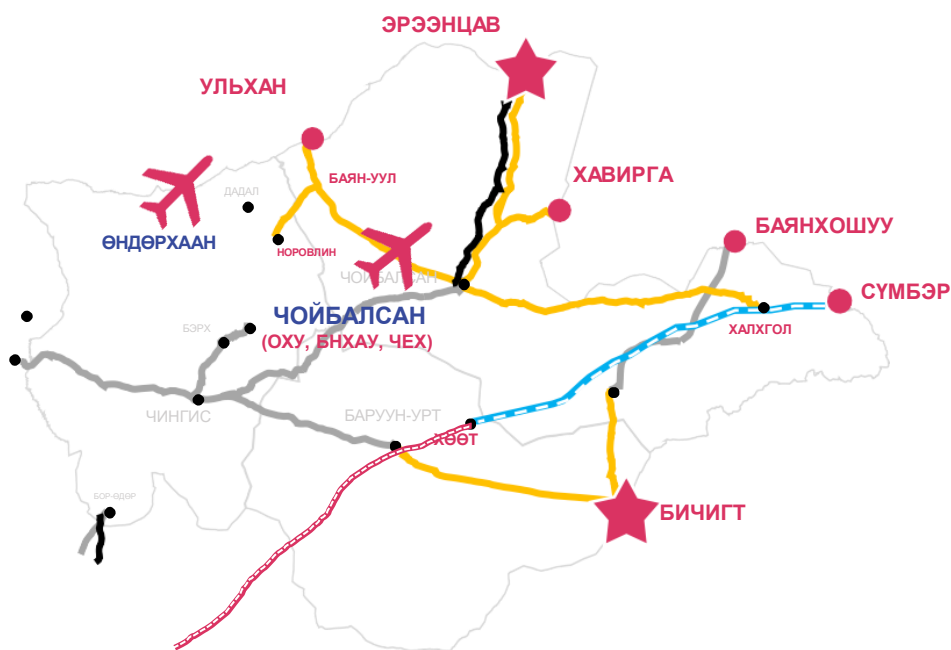 ЭРЭЭНЦАВ
УЛЬХАН
ДАДАЛ
БАЯН-УУЛ
ХАВИРГА
БАЯНХОШУУ
ӨНДӨРХААН
НОРОВЛИН
ЧОЙБАЛСАН
СҮМБЭР
ЧОЙБАЛСАН
(ОХУ, БНХАУ, ЧЕХ)
БЭРХ
ХАЛХГОЛ
ЧИНГИС
БАРУУН-УРТ
ХӨӨТ
БОР-ӨДӨР
БИЧИГТ